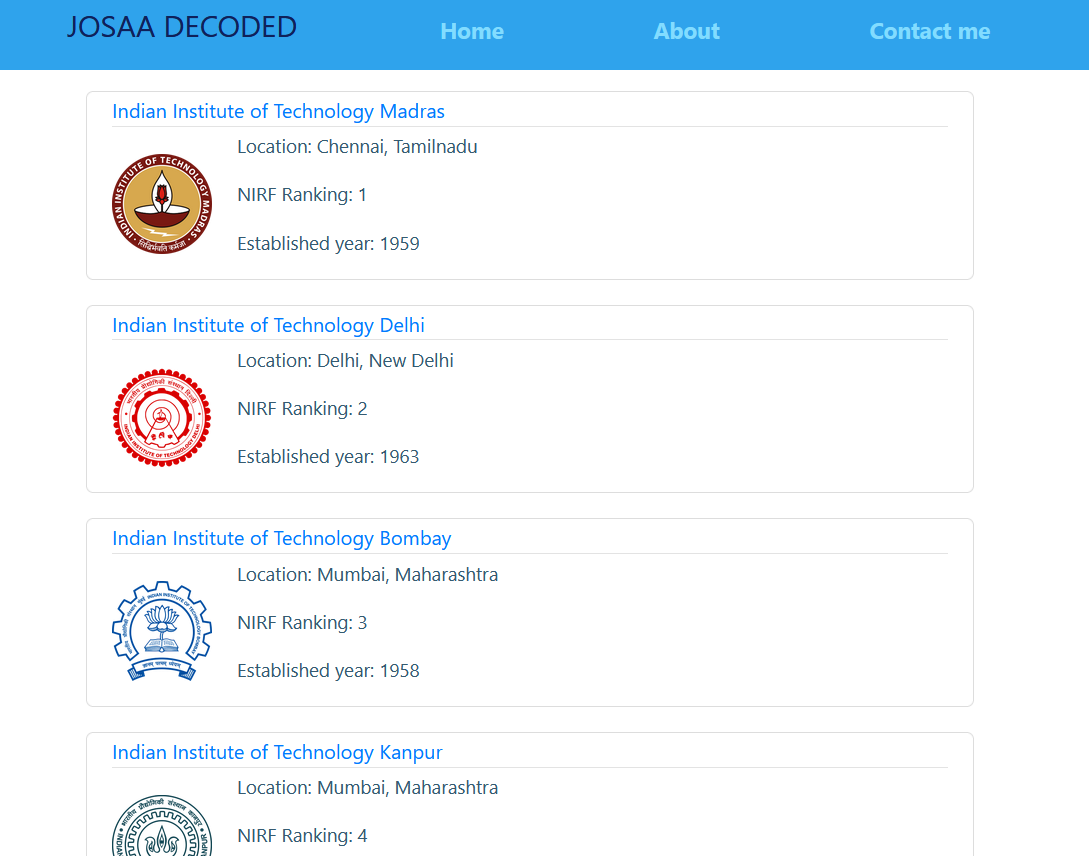 JOSAA DECODED
Home
About
Contact me
Indian Institute of Technology Madras
INDIAN INSTITUTE OF TECHNOLOGY MADRAS
सिद्धिर्भवति कर्मजा
Location: Chennai, Tamilnadu
NIRF Ranking: 1
Established year: 1959
Indian Institute of Technology Delhi
भारतीय प्रौद्योगिकी संस्थान दिल्ली
INDIAN INSTITUTE OF TECHNOLOGY DELHI
Location: Delhi, New Delhi
NIRF Ranking: 2
Established year: 1963
Indian Institute of Technology Bombay
INDIAN INSTITUTE OF TECHNOLOGY BOMBAY
Location: Mumbai, Maharashtra
NIRF Ranking: 3
Established year: 1958
Indian Institute of Technology Kanpur
भारतीय प्रौद्योगिकी संस्थान कानपुर
Location: Mumbai, Maharashtra
NIRF Ranking: 4